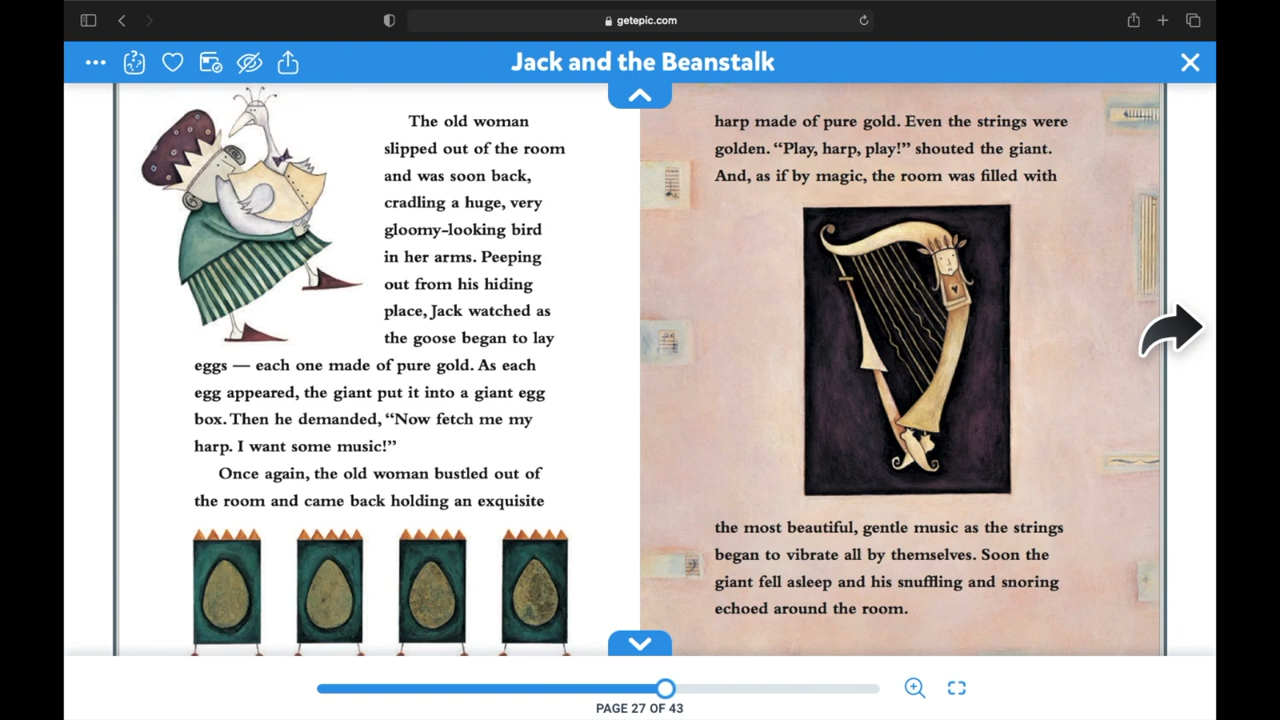 getepic.com
Jack and the Beanstalk
The old woman
slipped out of the room
and was soon back,
cradling a huge, very
gloomy-looking bird
in her arms. Peeping
out from his hiding
place, Jack watched as
the goose began to lay
eggs — each one made of pure gold. As each
egg appeared, the giant put it into a giant egg
box. Then he demanded, “Now fetch me my
harp. I want some music!”
Once again, the old woman bustled out of
the room and came back holding an exquisite
harp made of pure gold. Even the strings were
golden. “Play, harp, play!” shouted the giant.
And, as if by magic, the room was filled with
the most beautiful, gentle music as the strings
began to vibrate all by themselves. Soon the
giant fell asleep and his snuffling and snoring
echoed around the room.
PAGE 27 OF 43